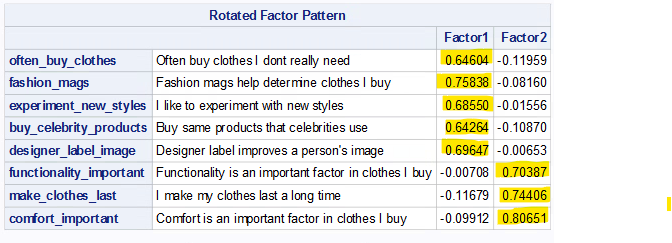 Rotated Factor Pattern
Factor1 Factor2
often_buy_clothes Often buy clothes I dont really need 0.64604 -0.11959
fashion_mags Fashion mags help determine clothes I buy 0.75838 -0.08160
experiment_new_styles I like to experiment with new styles 0.68550 -0.01556
buy_celebrity_products Buy same products that celebrities use 0.64264 -0.10870
designer_label_image Designer label improves a person's image 0.69647 -0.00653
functionality_important Functionality is an important factor in clothes I buy -0.00708 0.70387
make_clothes_last I make my clothes last a long time -0.11679 0.74406
comfort_important Comfort is an important factor in clothes I buy -0.09912 0.80651